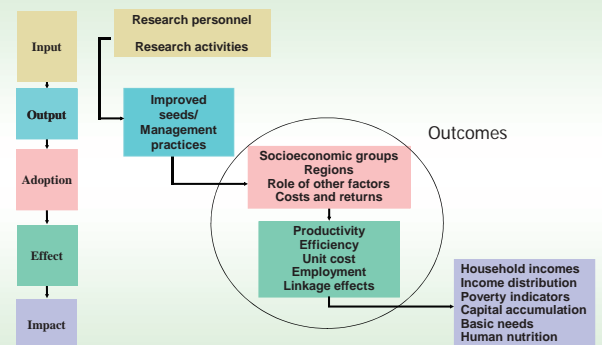 Research personnel
Research activities
Input
Output
Improved
seeds/
Management
practices
Outcomes
Adoption
Socioeconomic groups
Regions
Role of other factors
Costs and returns
Effect
Productivity
Efficiency
Unit cost
Employment
Linkage effects
Impact
Household incomes
Income distribution
Poverty indicators
Capital accumulation
Basic needs
Human nutrition